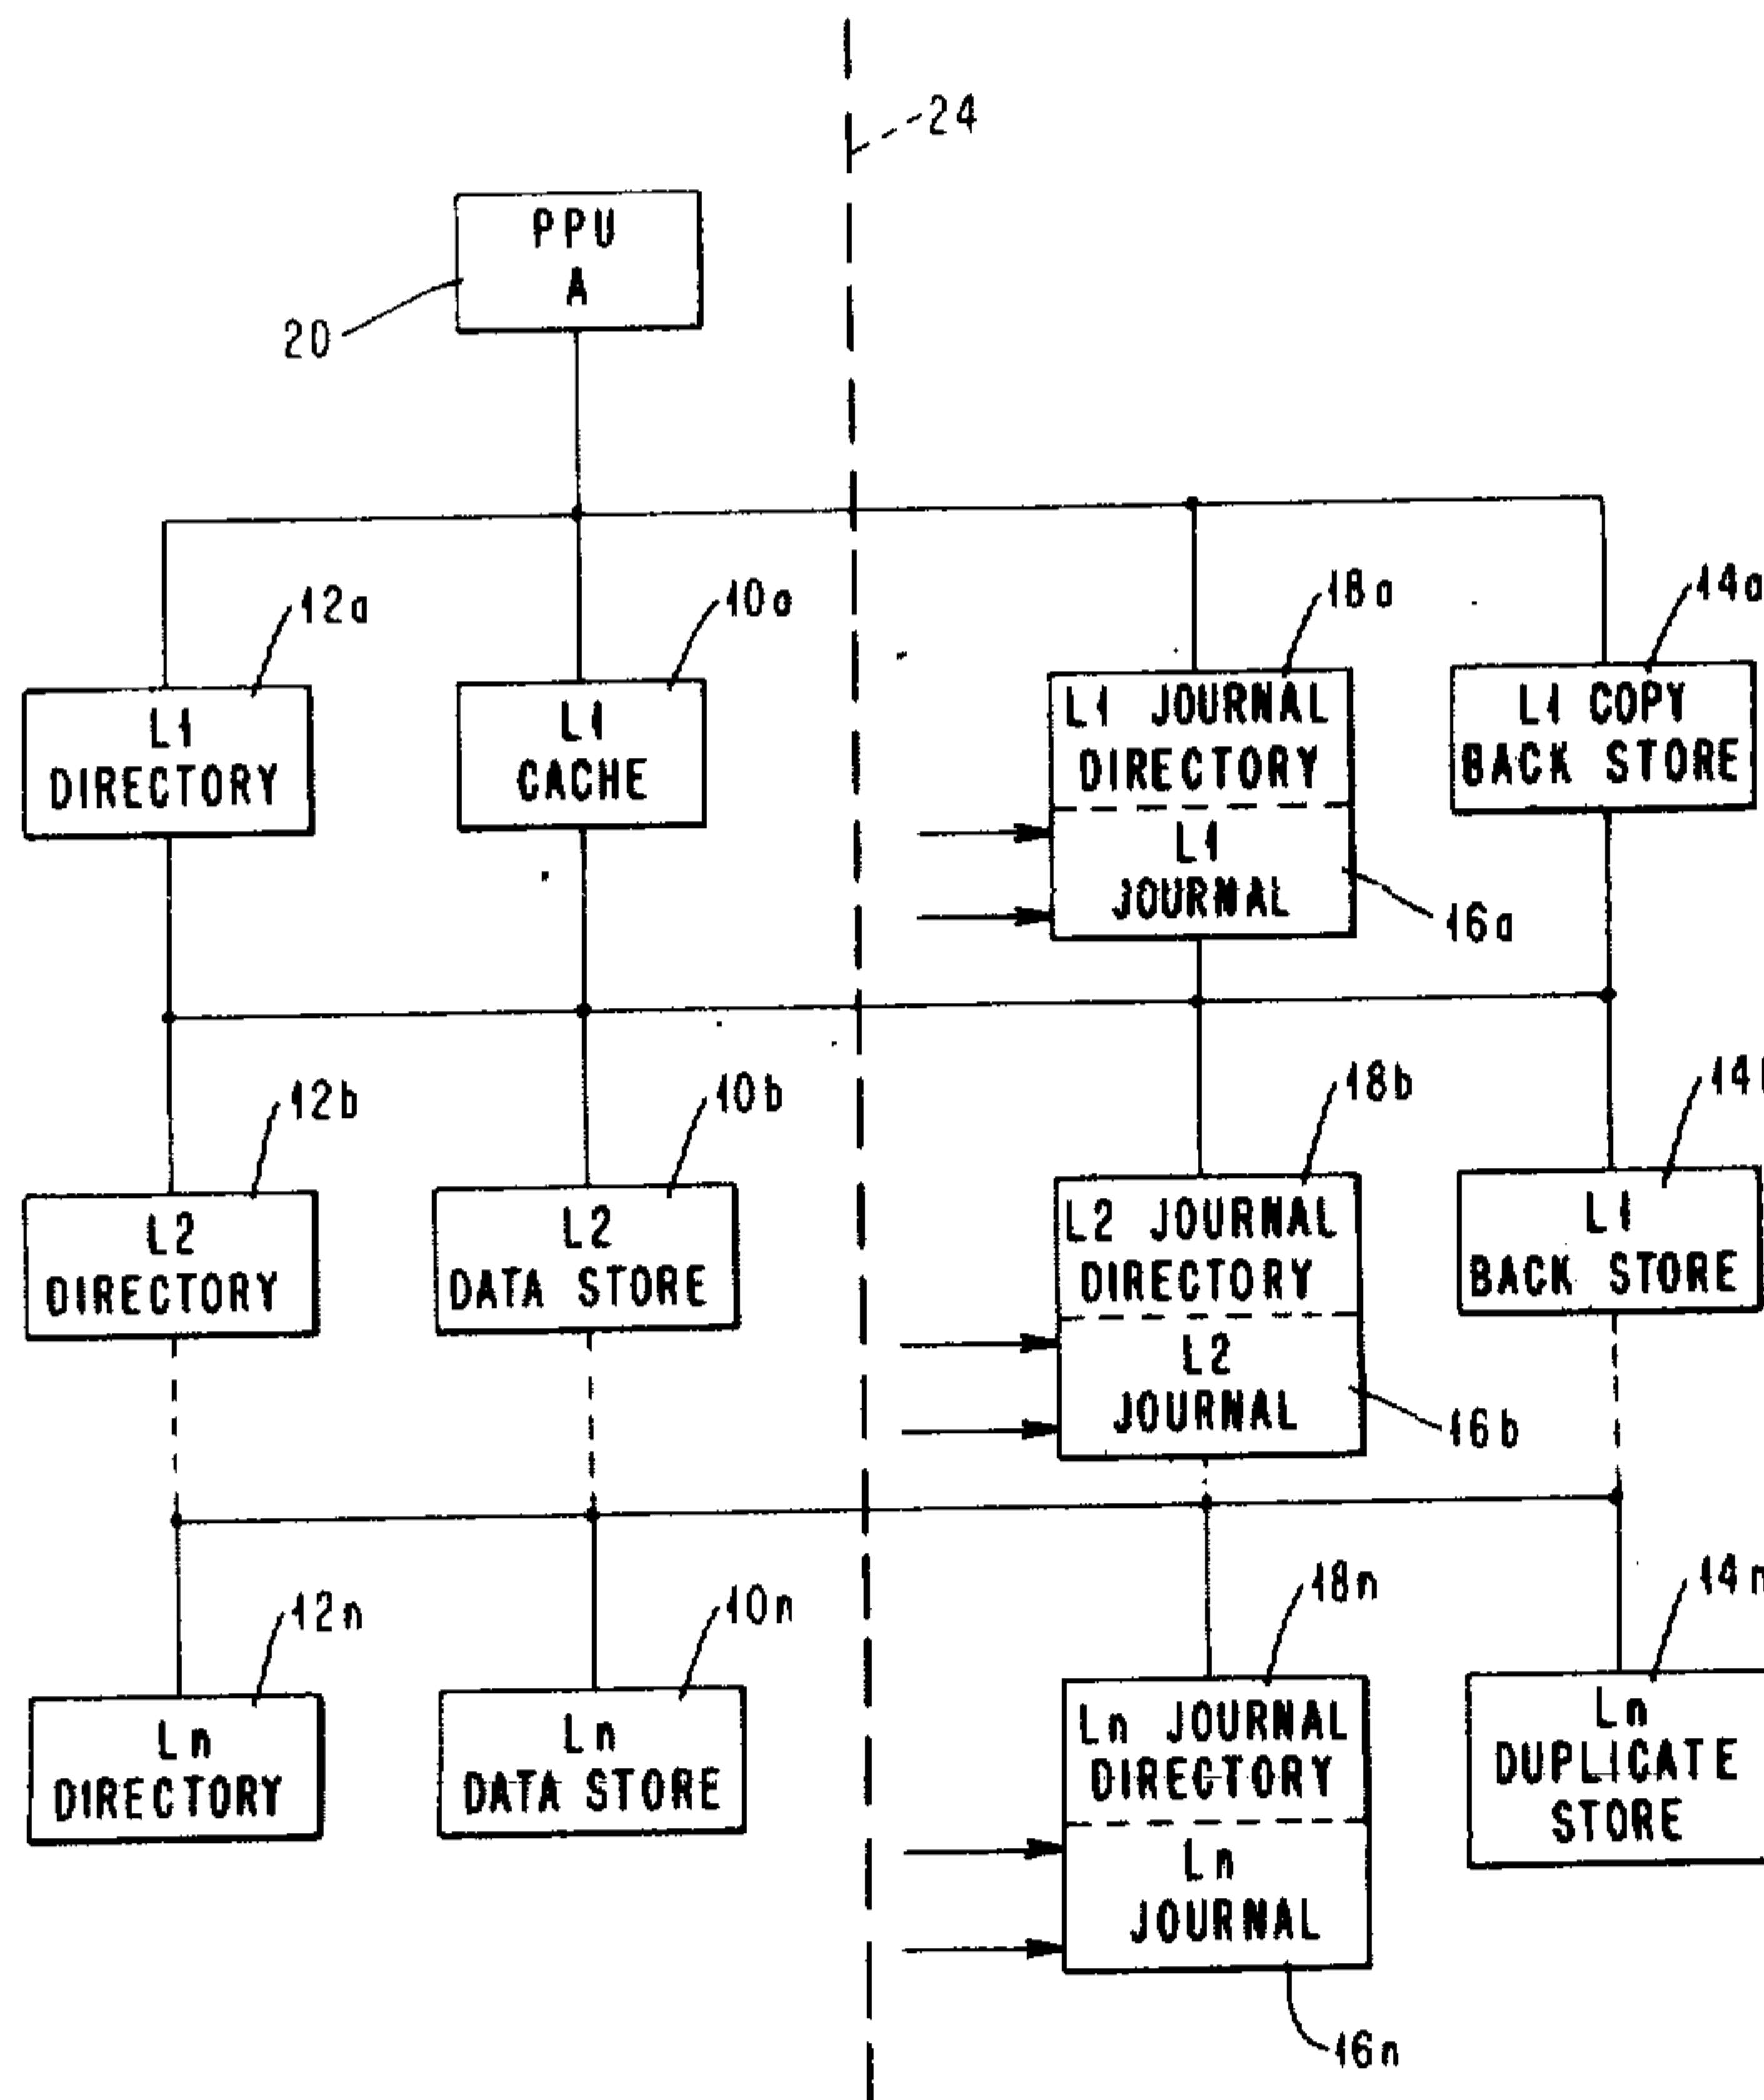 24
PPU
A
20
12a
10a
18a
14a
L1
DIRECTORY
L1
CACHE
L1 JOURNAL
DIRECTORY
L1
JOURNAL
L1 COPY
BACK STORE
16a
12b
10b
18b
L2
DIRECTORY
L2
DATA STORE
L2 JOURNAL
DIRECTORY
L2
JOURNAL
L1
BACK STORE
16b
12n
10n
18n
14n
Ln
DIRECTORY
Ln
DATA STORE
Ln JOURNAL
DIRECTORY
Ln
JOURNAL
Ln
DUPLICATE
STORE
16n